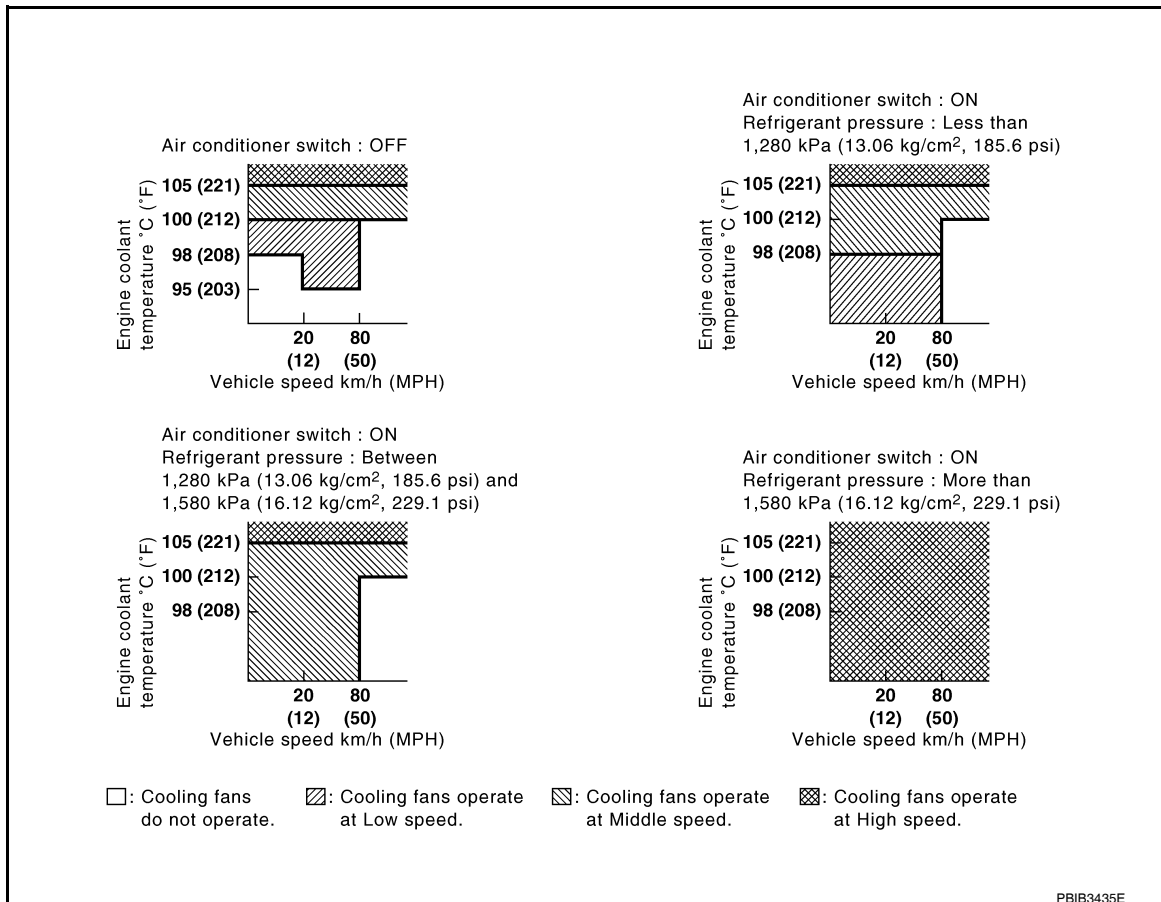 Air conditioner switch : OFF
Engine coolant
temperature °C (°F)
105 (221)
100 (212)
98 (208)
95 (203)
20
(12)
80
(50)
Vehicle speed km/h (MPH)
Air conditioner switch : ON
Refrigerant pressure : Less than
1,280 kPa (13.06 kg/cm², 185.6 psi)
Engine coolant
temperature °C (°F)
105 (221)
100 (212)
98 (208)
20
(12)
80
(50)
Vehicle speed km/h (MPH)
Air conditioner switch : ON
Refrigerant pressure : Between
1,280 kPa (13.06 kg/cm², 185.6 psi) and
1,580 kPa (16.12 kg/cm², 229.1 psi)
Engine coolant
temperature °C (°F)
105 (221)
100 (212)
98 (208)
20
(12)
80
(50)
Vehicle speed km/h (MPH)
Air conditioner switch : ON
Refrigerant pressure : More than
1,580 kPa (16.12 kg/cm², 229.1 psi)
Engine coolant
temperature °C (°F)
105 (221)
100 (212)
98 (208)
20
(12)
80
(50)
Vehicle speed km/h (MPH)
: Cooling fans
do not operate.
: Cooling fans operate
at Low speed.
: Cooling fans operate
at Middle speed.
: Cooling fans operate
at High speed.
PBIB3435E